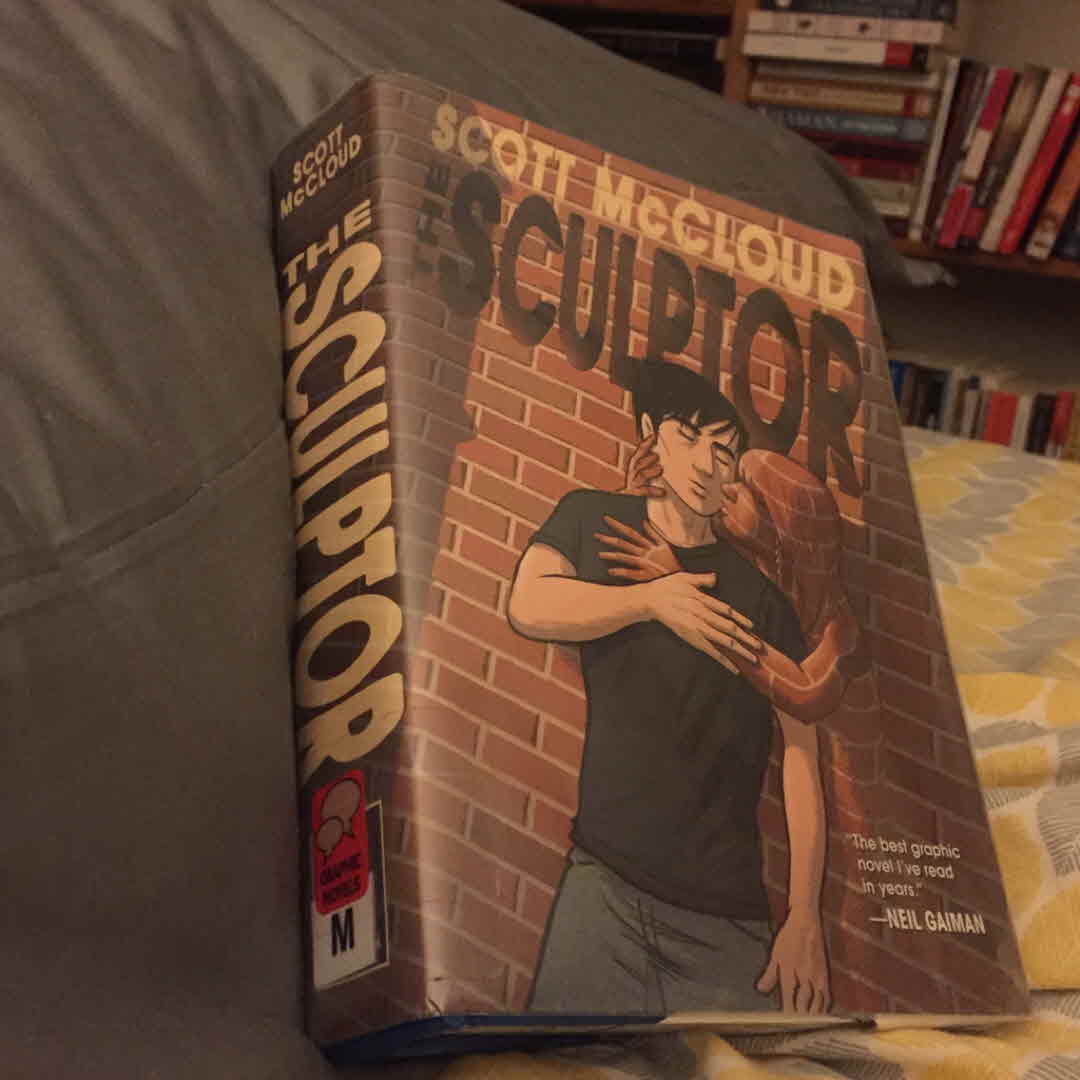 SCOTT
McCLOUD
THE
SCULPTOR
GRAPHIC
NOVELS
M
SCOTT McCLOUD
THE
SCULPTOR
“The best graphic
novel I've read
in years.”
—NEIL GAIMAN